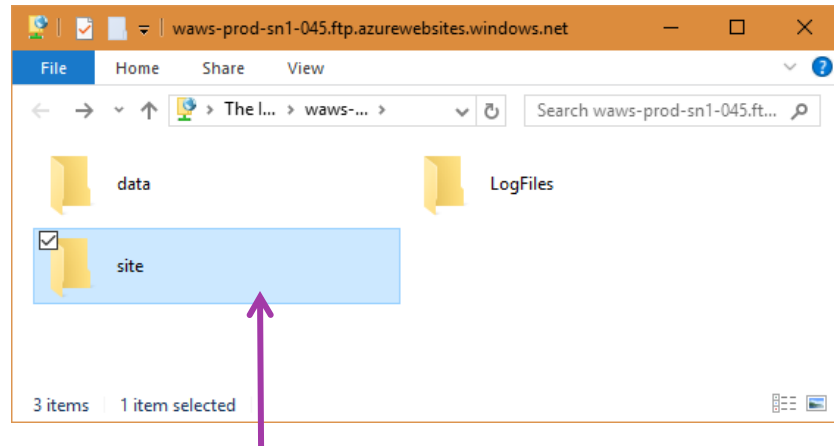 waws-prod-sn1-045.ftp.azurewebsites.windows.net
File Home Share View
The I... waws-... Search waws-prod-sn1-045.ft...
data LogFiles
site
3 items 1 item selected